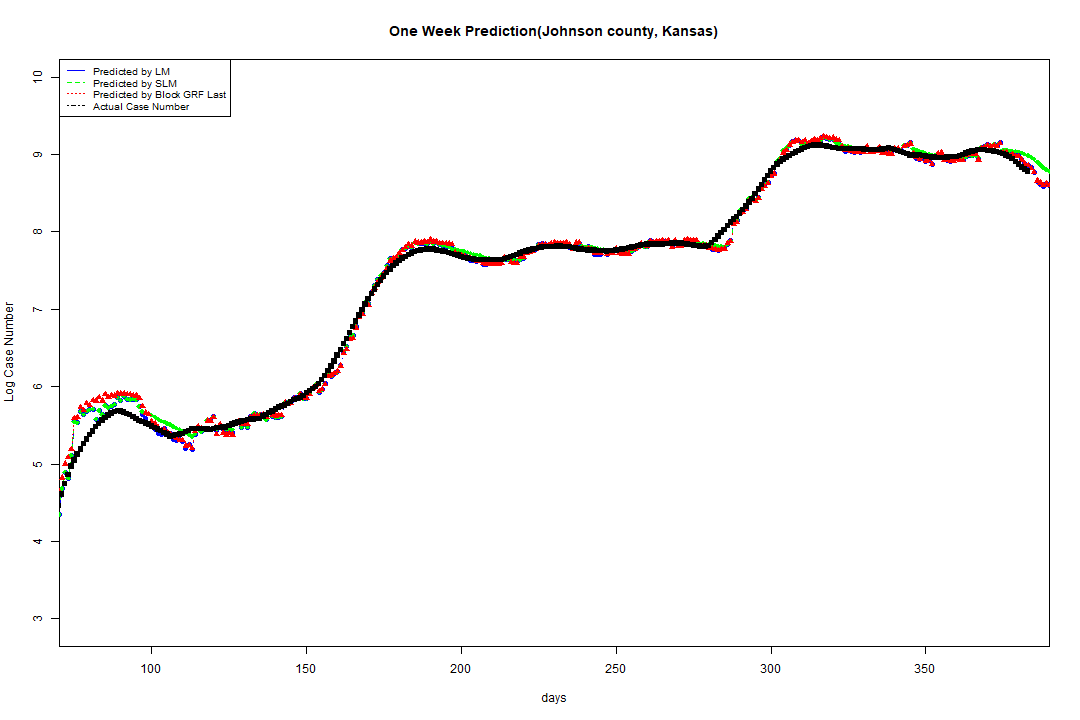 One Week Prediction(Johnson county, Kansas)
Predicted by LM
Predicted by SLM
Predicted by Block GRF Last
Actual Case Number
10
9
8
7
6
5
4
3
Log Case Number
100 150 200 250 300 350
days